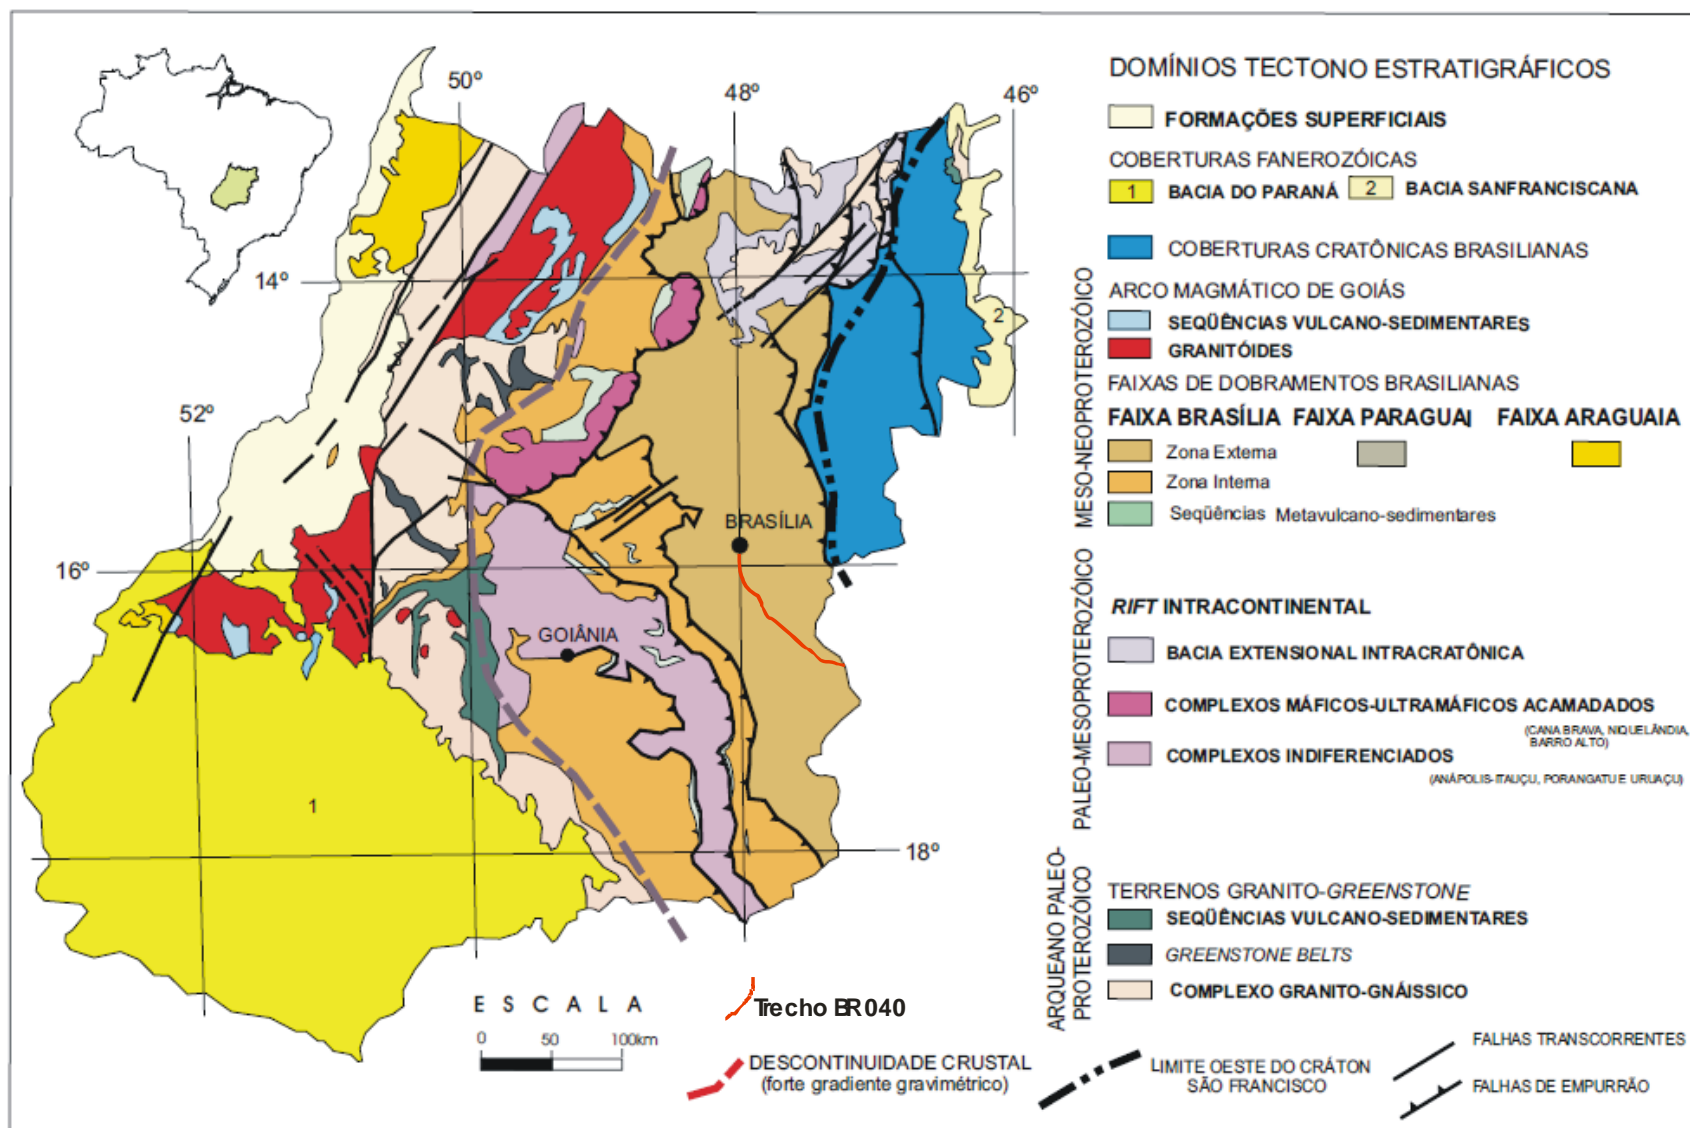 50º
48º
46º
14º
52º
16º
18º
BRASÍLIA
GOIÂNIA
1
2
DOMÍNIOS TECTONO ESTRATIGRÁFICOS
FORMAÇÕES SUPERFICIAIS
COBERTURAS FANEROZÓICAS
1 BACIA DO PARANÁ 2 BACIA SANFRANCISCANA
COBERTURAS CRATÔNICAS BRASILIANAS
ARCO MAGMÁTICO DE GOIÁS
SEQÜÊNCIAS VULCANO-SEDIMENTARES
GRANITÓIDES
FAIXAS DE DOBRAMENTOS BRASILIANAS
FAIXA BRASÍLIA FAIXA PARAGUAI FAIXA ARAGUAIA
Zona Externa
Zona Interna
Seqüências Metavulcano-sedimentares
MESO-NEOPROTEROZÓICO
RIFT INTRACONTINENTAL
BACIA EXTENSIONAL INTRACRATÔNICA
COMPLEXOS MÁFICOS-ULTRAMÁFICOS ACAMADADOS
(CANA BRAVA, NIQUELÂNDIA,
BARRO ALTO)
COMPLEXOS INDIFERENCIADOS
(ANÁPOLIS-ITAUÇU, PORANGATU E URUAÇU)
PALEO-MESOPROTEROZÓICO
TERRENOS GRANITO-GREENSTONE
SEQÜÊNCIAS VULCANO-SEDIMENTARES
GREENSTONE BELTS
COMPLEXO GRANITO-GNÁISSICO
ARQUEANO PALEO-
PROTEROZÓICO
ESCALA
0 50 100km
Trecho BR040
DESCONTINUIDADE CRUSTAL
(forte gradiente gravimétrico)
LIMITE OESTE DO CRÁTON
SÃO FRANCISCO
FALHAS TRANSCORRENTES
FALHAS DE EMPURRÃO